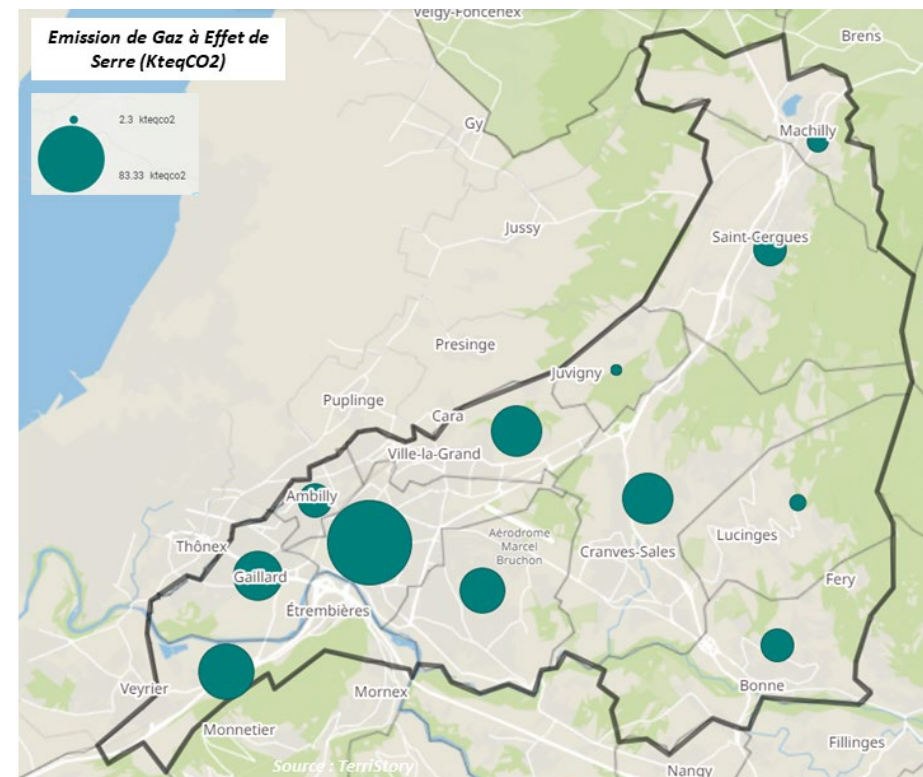 Emission de Gaz à Effet de
Serre (KteqCO2)
2.3 kteqco2
83.33 kteqco2
Veigy-Foncenex
Brens
Gy
Machilly
Jussy
Saint-Cergues
Presinge
Juvigny
Puplinge
Cara
Ville-la-Grand
Ambilly
Thônex
Aérodrome
Marcel
Bruchon
Cranves-Sales
Lucinges
Gaillard
Fery
Étrembières
Veyrier
Mornex
Bonne
Monnetier
Fillinges
Source : TerriStory
Nangy